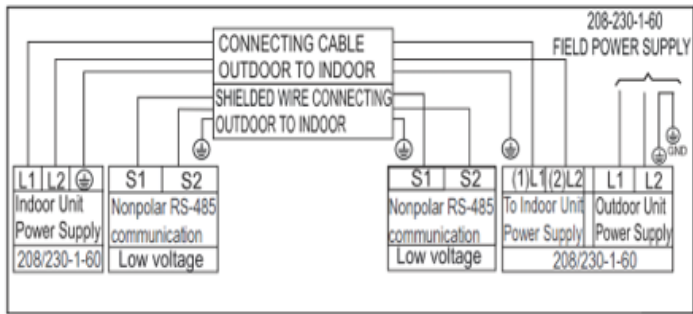 208-230-1-60
FIELD POWER SUPPLY
CONNECTING CABLE
OUTDOOR TO INDOOR
SHIELDED WIRE CONNECTING
OUTDOOR TO INDOOR
GND
L1 L2
Indoor Unit
Power Supply
208/230-1-60
S1 S2
Nonpolar RS-485
communication
Low voltage
S1 S2
Nonpolar RS-485
communication
Low voltage
(1)L1 (2)L2
To Indoor Unit
Power Supply
L1 L2
Outdoor Unit
Power Supply
208/230-1-60